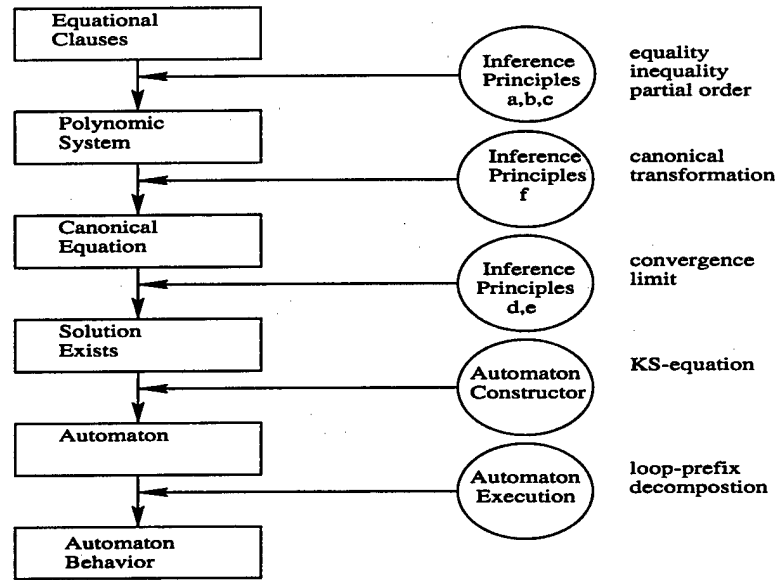 Equational
Clauses
Inference
Principles
a,b,c
equality
inequality
partial order
Polynomic
System
Inference
Principles
f
canonical
transformation
Canonical
Equation
Inference
Principles
d,e
convergence
limit
Solution
Exists
Automaton
Constructor
KS-equation
Automaton
Automaton
Execution
loop-prefix
decompostion
Automaton
Behavior